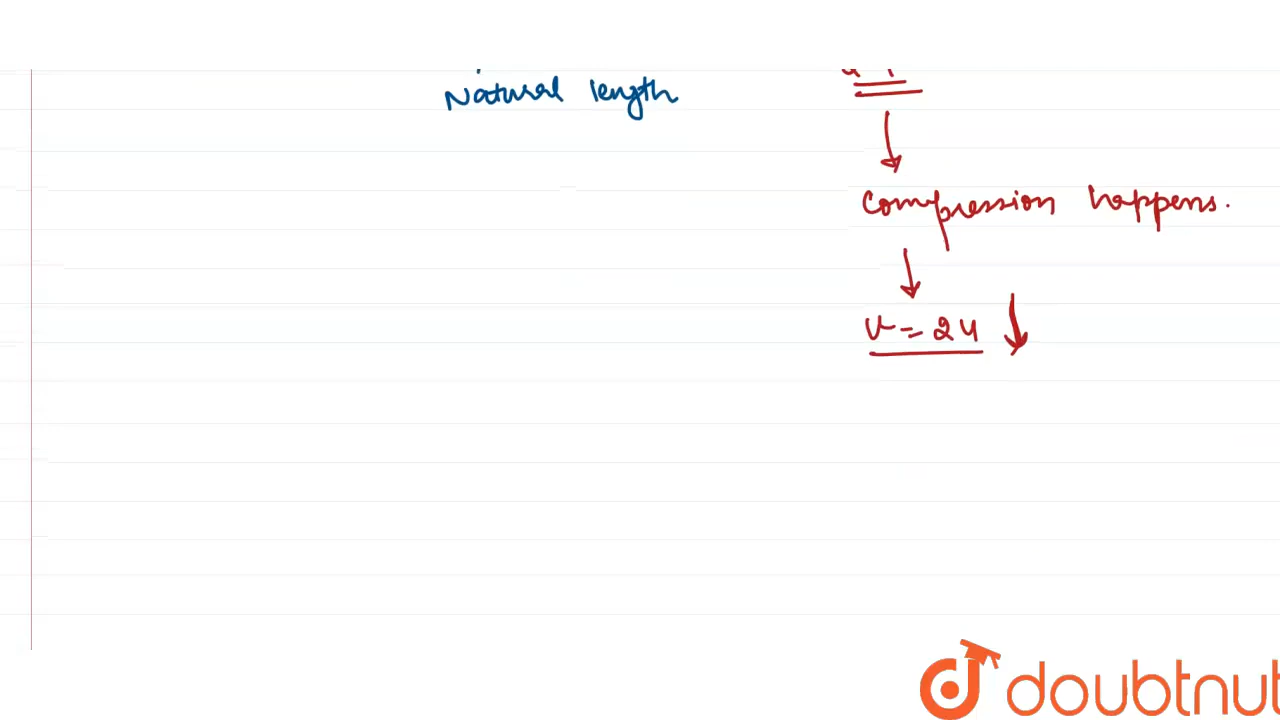 Natural length
Compression happens.
v = 24
doubtnut